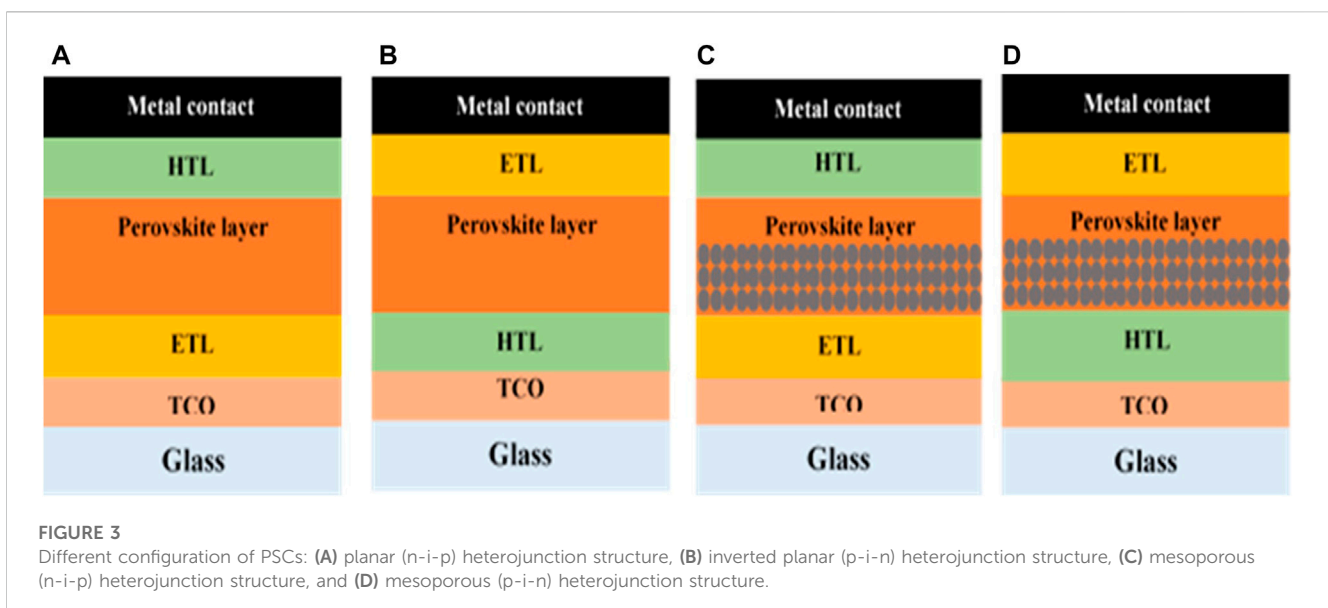 A
Metal contact
HTL
Perovskite layer
ETL
TCO
Glass
B
Metal contact
ETL
Perovskite layer
HTL
TCO
Glass
C
Metal contact
HTL
Perovskite layer
ETL
TCO
Glass
D
Metal contact
ETL
Perovskite layer
HTL
TCO
Glass
FIGURE 3
Different configuration of PSCs: (A) planar (n-i-p) heterojunction structure, (B) inverted planar (p-i-n) heterojunction structure, (C) mesoporous
(n-i-p) heterojunction structure, and (D) mesoporous (p-i-n) heterojunction structure.